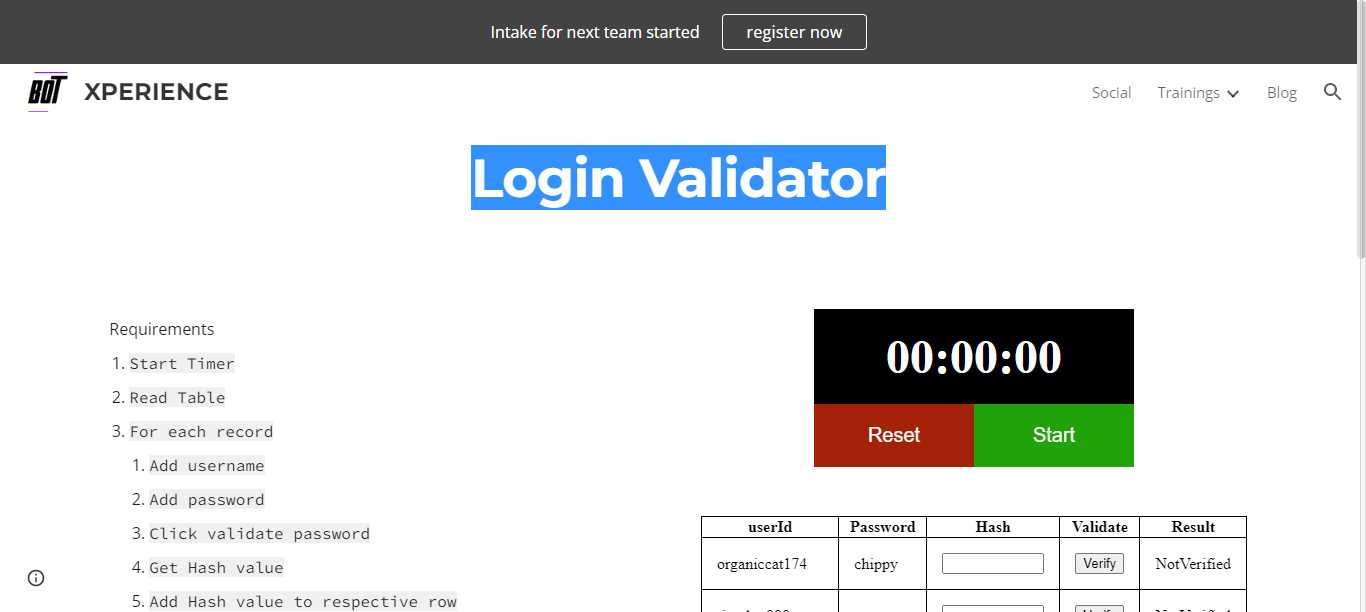 Intake for next team started register now
BOT XPERIENCE Social Trainings Blog
Login Validator
Requirements
1. Start Timer
2. Read Table
3. For each record
1. Add username
2. Add password
3. Click validate password
4. Get Hash value
5. Add Hash value to respective row
00:00:00
Reset Start
userId Password Hash Validate Result
organiccat174 chippy Verify NotVerified